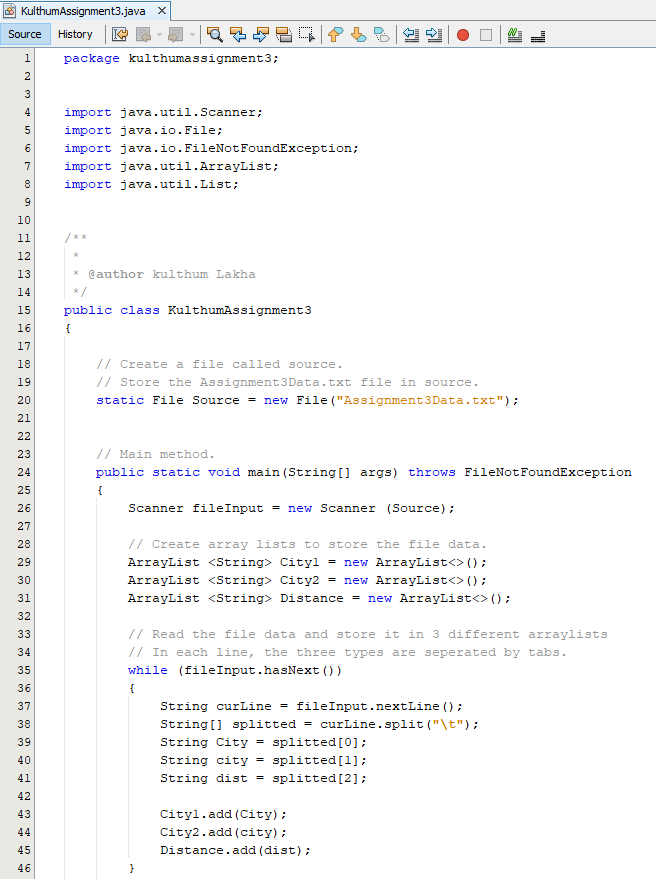 KulthumAssignment3.java
Source History
1 package kulthumassignment3;
2
3
4 import java.util.Scanner;
5 import java.io.File;
6 import java.io.FileNotFoundException;
7 import java.util.ArrayList;
8 import java.util.List;
9
10
11 /**
12 *
13 * @author kulthum Lakha
14 */
15 public class KulthumAssignment3
16 {
17
18 // Create a file called source.
19 // Store the Assignment3Data.txt file in source.
20 static File Source = new File("Assignment3Data.txt");
21
22
23 // Main method.
24 public static void main(String[] args) throws FileNotFoundException
25 {
26 Scanner fileInput = new Scanner (Source);
27
28 // Create array lists to store the file data.
29 ArrayList <String> City1 = new ArrayList<>();
30 ArrayList <String> City2 = new ArrayList<>();
31 ArrayList <String> Distance = new ArrayList<>();
32
33 // Read the file data and store it in 3 different arraylists
34 // In each line, the three types are seperated by tabs.
35 while (fileInput.hasNext())
36 {
37 String curLine = fileInput.nextLine();
38 String[] splitted = curLine.split("\t");
39 String City = splitted[0];
40 String city = splitted[1];
41 String dist = splitted[2];
42
43 City1.add(City);
44 City2.add(city);
45 Distance.add(dist);
46 }